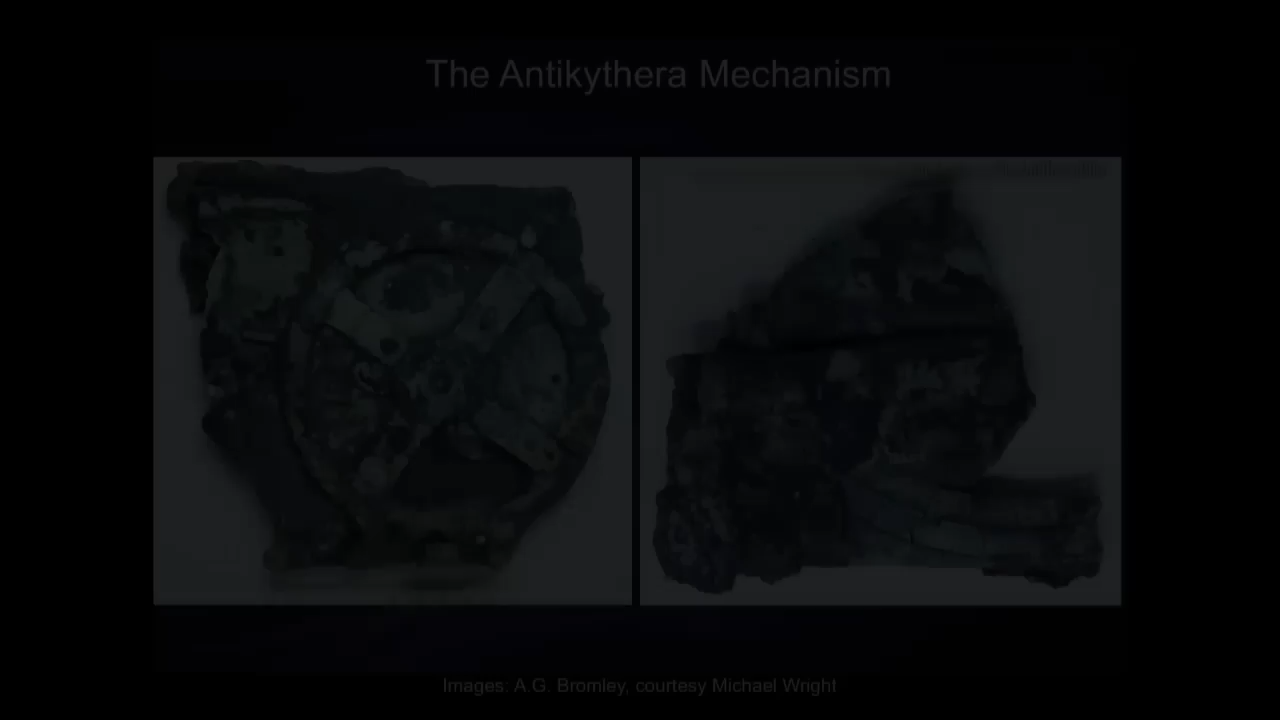 The Antikythera Mechanism
Images: A.G. Bromley, courtesy Michael Wright